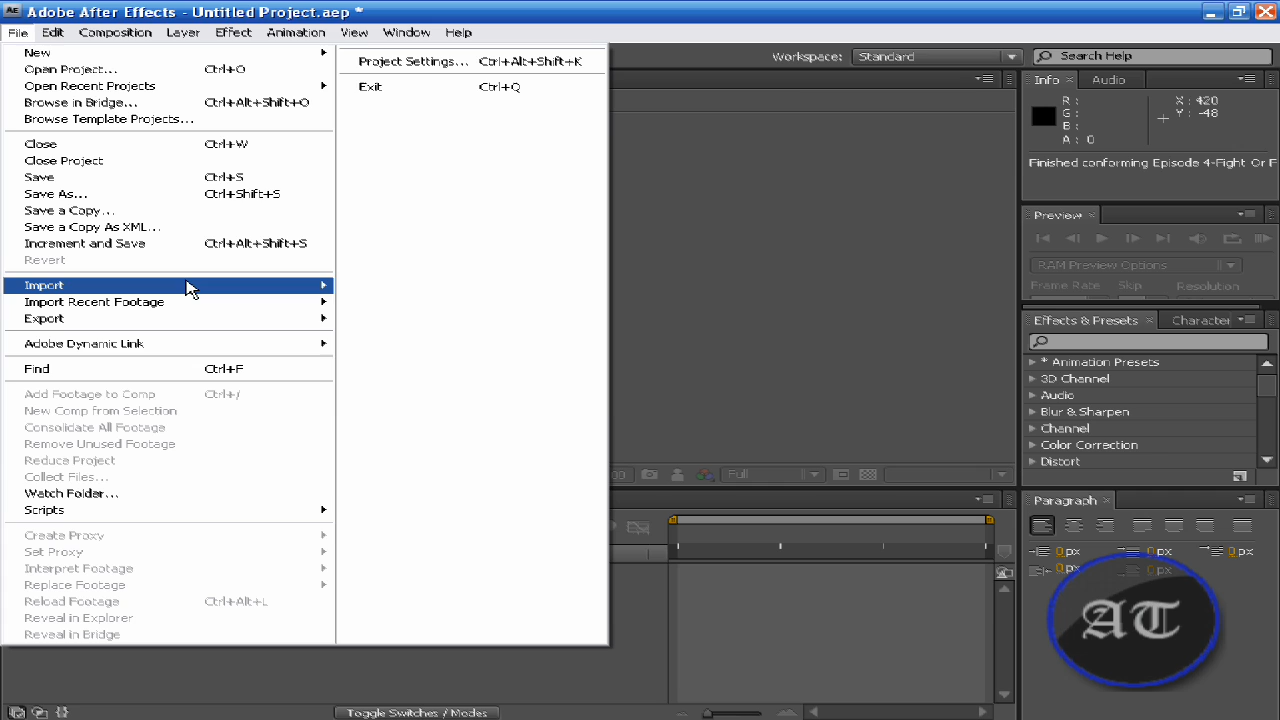 Adobe After Effects - Untitled Project.aep *
File Edit Composition Layer Effect Animation View Window Help
New
Open Project... Ctrl+O
Open Recent Projects
Browse in Bridge... Ctrl+Alt+Shift+O
Browse Template Projects...
Close Ctrl+W
Close Project
Save Ctrl+S
Save As... Ctrl+Shift+S
Save a Copy...
Save a Copy As XML...
Increment and Save Ctrl+Alt+Shift+S
Revert
Import
Import Recent Footage
Export
Adobe Dynamic Link
Find Ctrl+F
Add Footage to Comp Ctrl+/
New Comp from Selection
Consolidate All Footage
Remove Unused Footage
Reduce Project
Collect Files...
Watch Folder...
Scripts
Create Proxy
Set Proxy
Interpret Footage
Replace Footage
Reload Footage Ctrl+Alt+L
Reveal in Explorer
Reveal in Bridge
Project Settings... Ctrl+Alt+Shift+K
Exit Ctrl+Q
Workspace: Standard
Search Help
Info Audio
R :
G :
B :
A : 0
X : 420
Y : -48
Finished conforming Episode 4-Fight Or F
Preview
RAM Preview Options
Frame Rate Skip Resolution
Effects & Presets Character
* Animation Presets
3D Channel
Audio
Blur & Sharpen
Channel
Color Correction
Distort
Full
Paragraph
0 px 0 px 0 px
0 px 0 px
AT
Toggle Switches / Modes